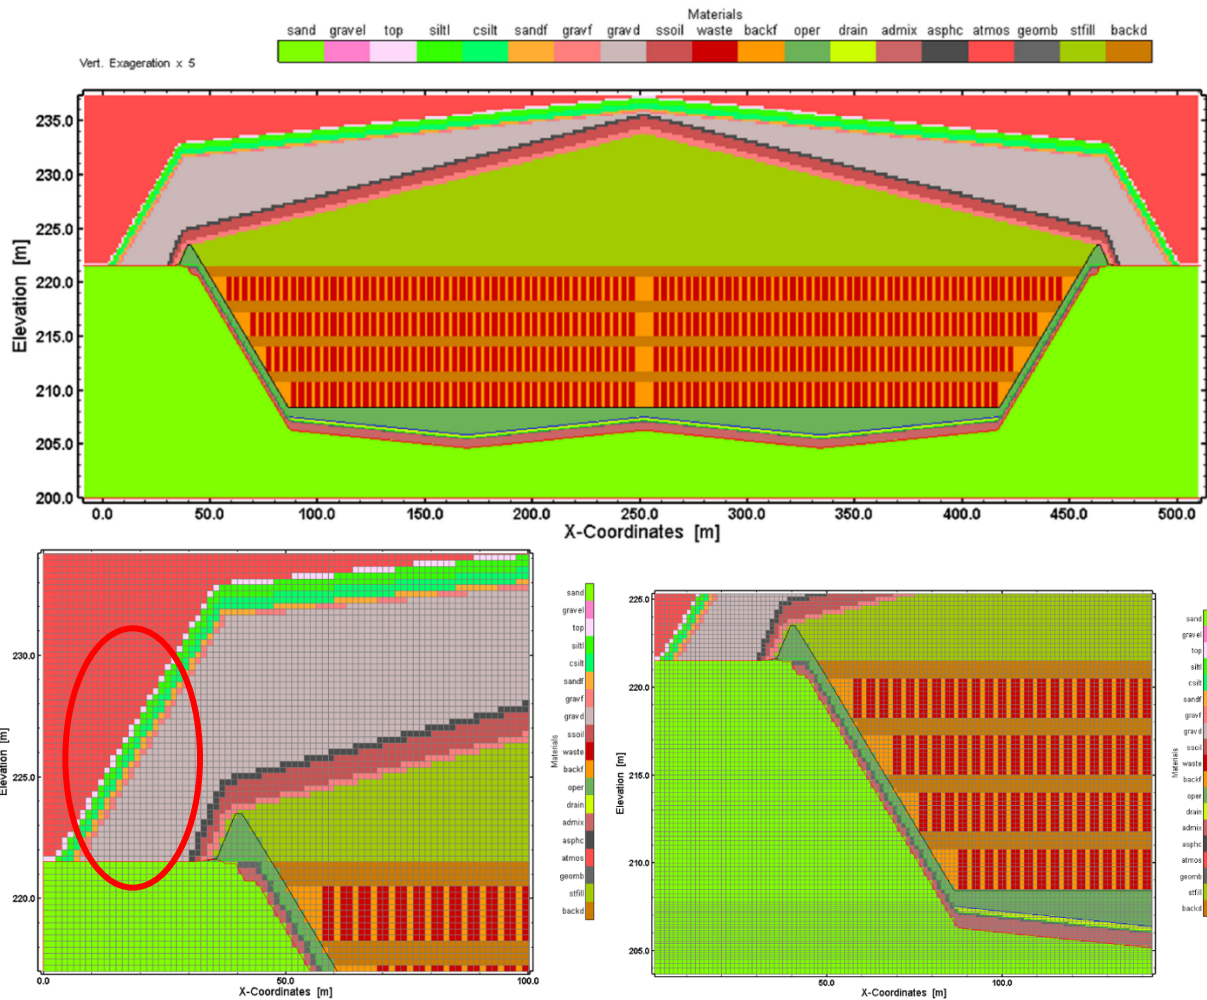 Materials
sand gravel top siltl csiltl sandf gravf gravd ssoil waste backf oper drain admix asphc atmos geomb stfill backd
Vert. Exageration x 5
235.0
230.0
225.0
220.0
215.0
210.0
205.0
200.0
Elevation [m]
0.0 50.0 100.0 150.0 200.0 250.0 300.0 350.0 400.0 450.0 500.0
X-Coordinates [m]
230.0
225.0
220.0
Elevation [m]
50.0 100.0
X-Coordinates [m]
Materials
sand
gravel
top
siltl
csilt
sandf
gravf
gravd
ssoil
waste
backf
oper
drain
admix
asphc
atmos
geomb
stfill
backd
225.0
220.0
215.0
210.0
205.0
Elevation [m]
50.0 100.0
X-Coordinates [m]
Materials
sand
gravel
top
siltl
csilt
sandf
gravf
gravd
ssoil
waste
backf
oper
drain
admix
asphc
atmos
geomb
stfill
backd